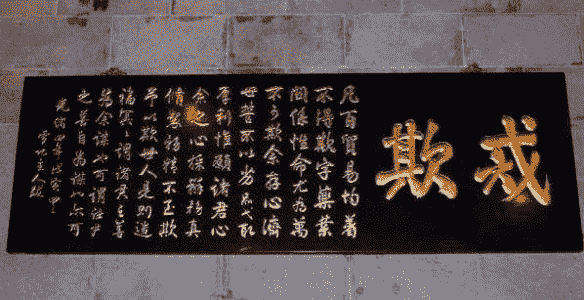 戒欺
凡百貿易均着
不得欺字藥業
關係性命尤為萬
不可欺余存心濟
世誓不以劣品弋取
厚利惟願諸君心
余之心採辦務真
修製務精不至欺
予以欺世人是則造
福冥冥謂諸君之善
為余謀也可謂諸君
之善自為謀也亦可
光緒四年戊寅四月
雪記主人跋